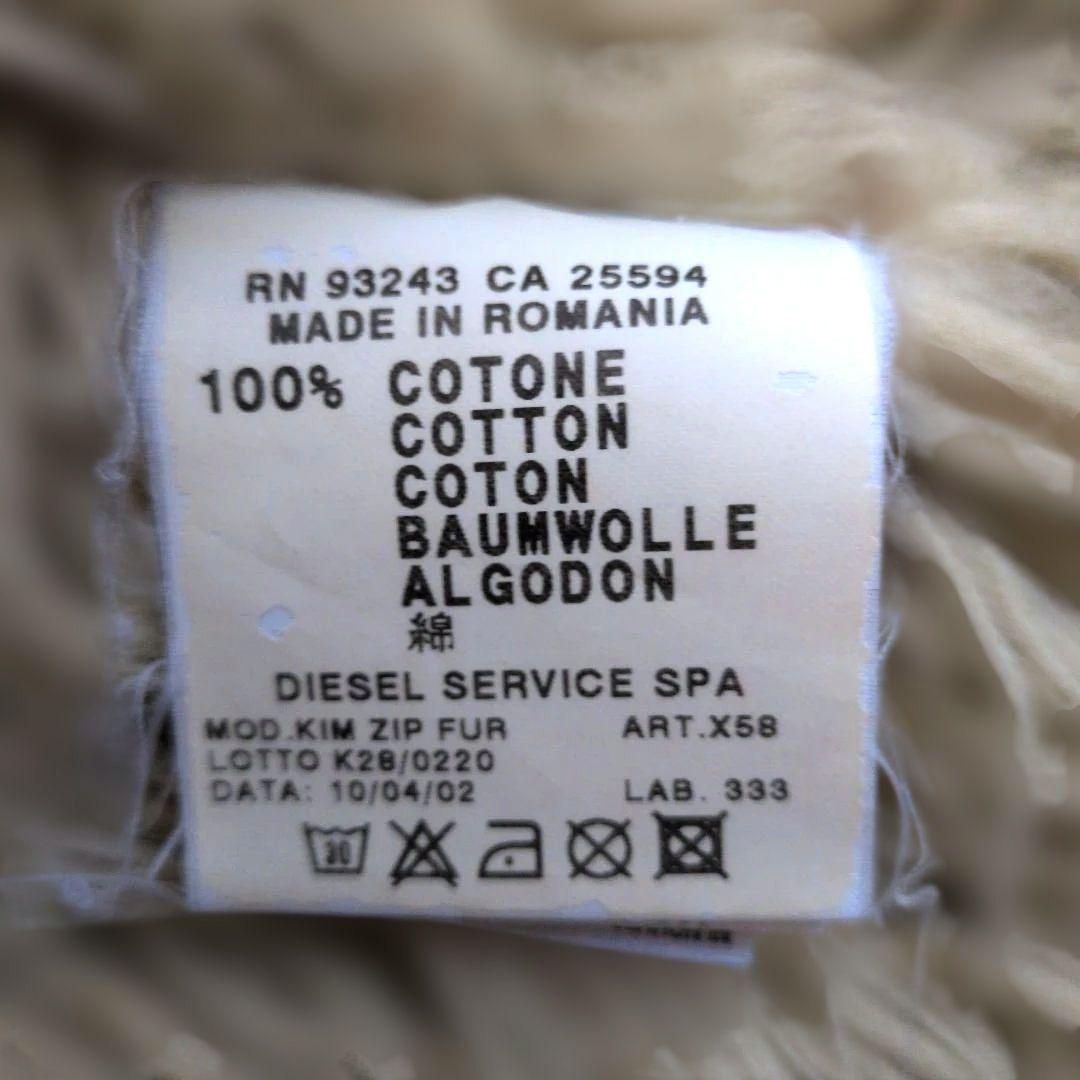 RN 93243 CA 25594
MADE IN ROMANIA
100% COTONE
COTTON
COTON
BAUMWOLLE
ALGODON
綿
DIESEL SERVICE SPA
MOD.KIM ZIP FUR ART.X58
LOTTO K28/0220
DATA: 10/04/02 LAB. 333
30